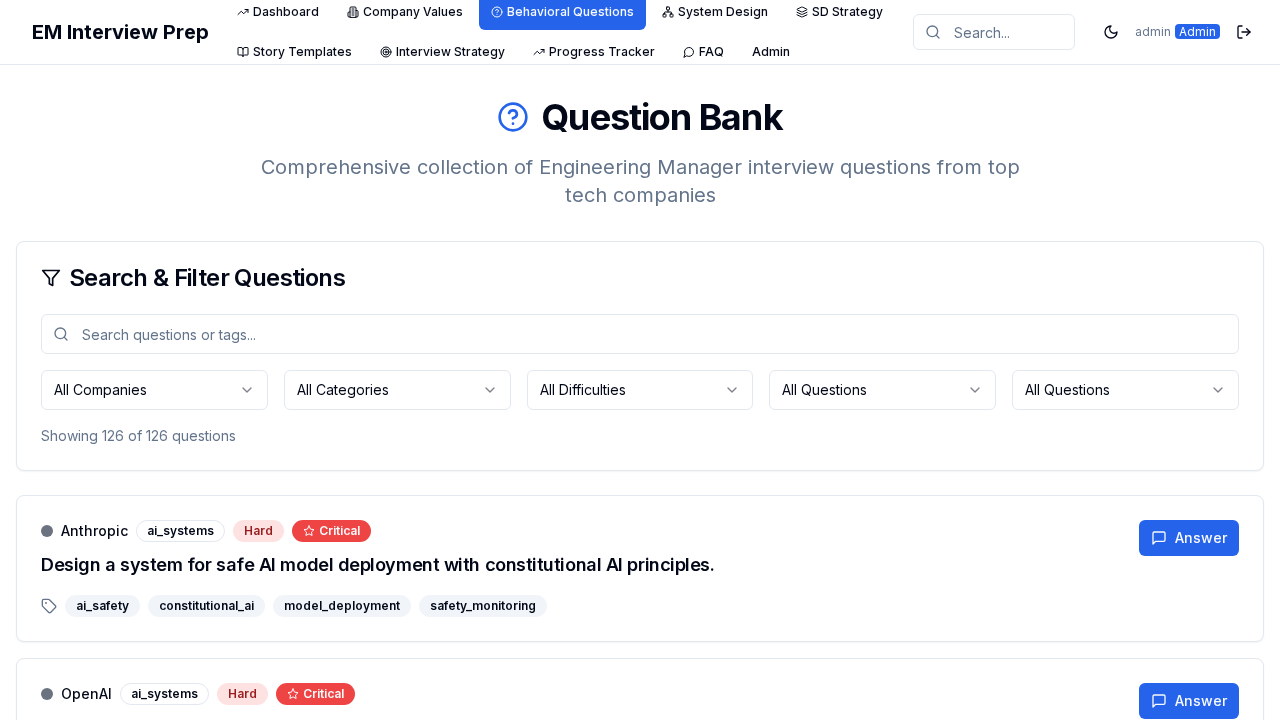 EM Interview Prep
Dashboard
Company Values
Behavioral Questions
System Design
SD Strategy
Story Templates
Interview Strategy
Progress Tracker
FAQ
Admin
Search...
admin Admin
Question Bank
Comprehensive collection of Engineering Manager interview questions from top
tech companies
Search & Filter Questions
Search questions or tags...
All Companies
All Categories
All Difficulties
All Questions
All Questions
Showing 126 of 126 questions
Anthropic ai_systems Hard Critical
Answer
Design a system for safe AI model deployment with constitutional AI principles.
ai_safety constitutional_ai model_deployment safety_monitoring
OpenAI ai_systems Hard Critical
Answer